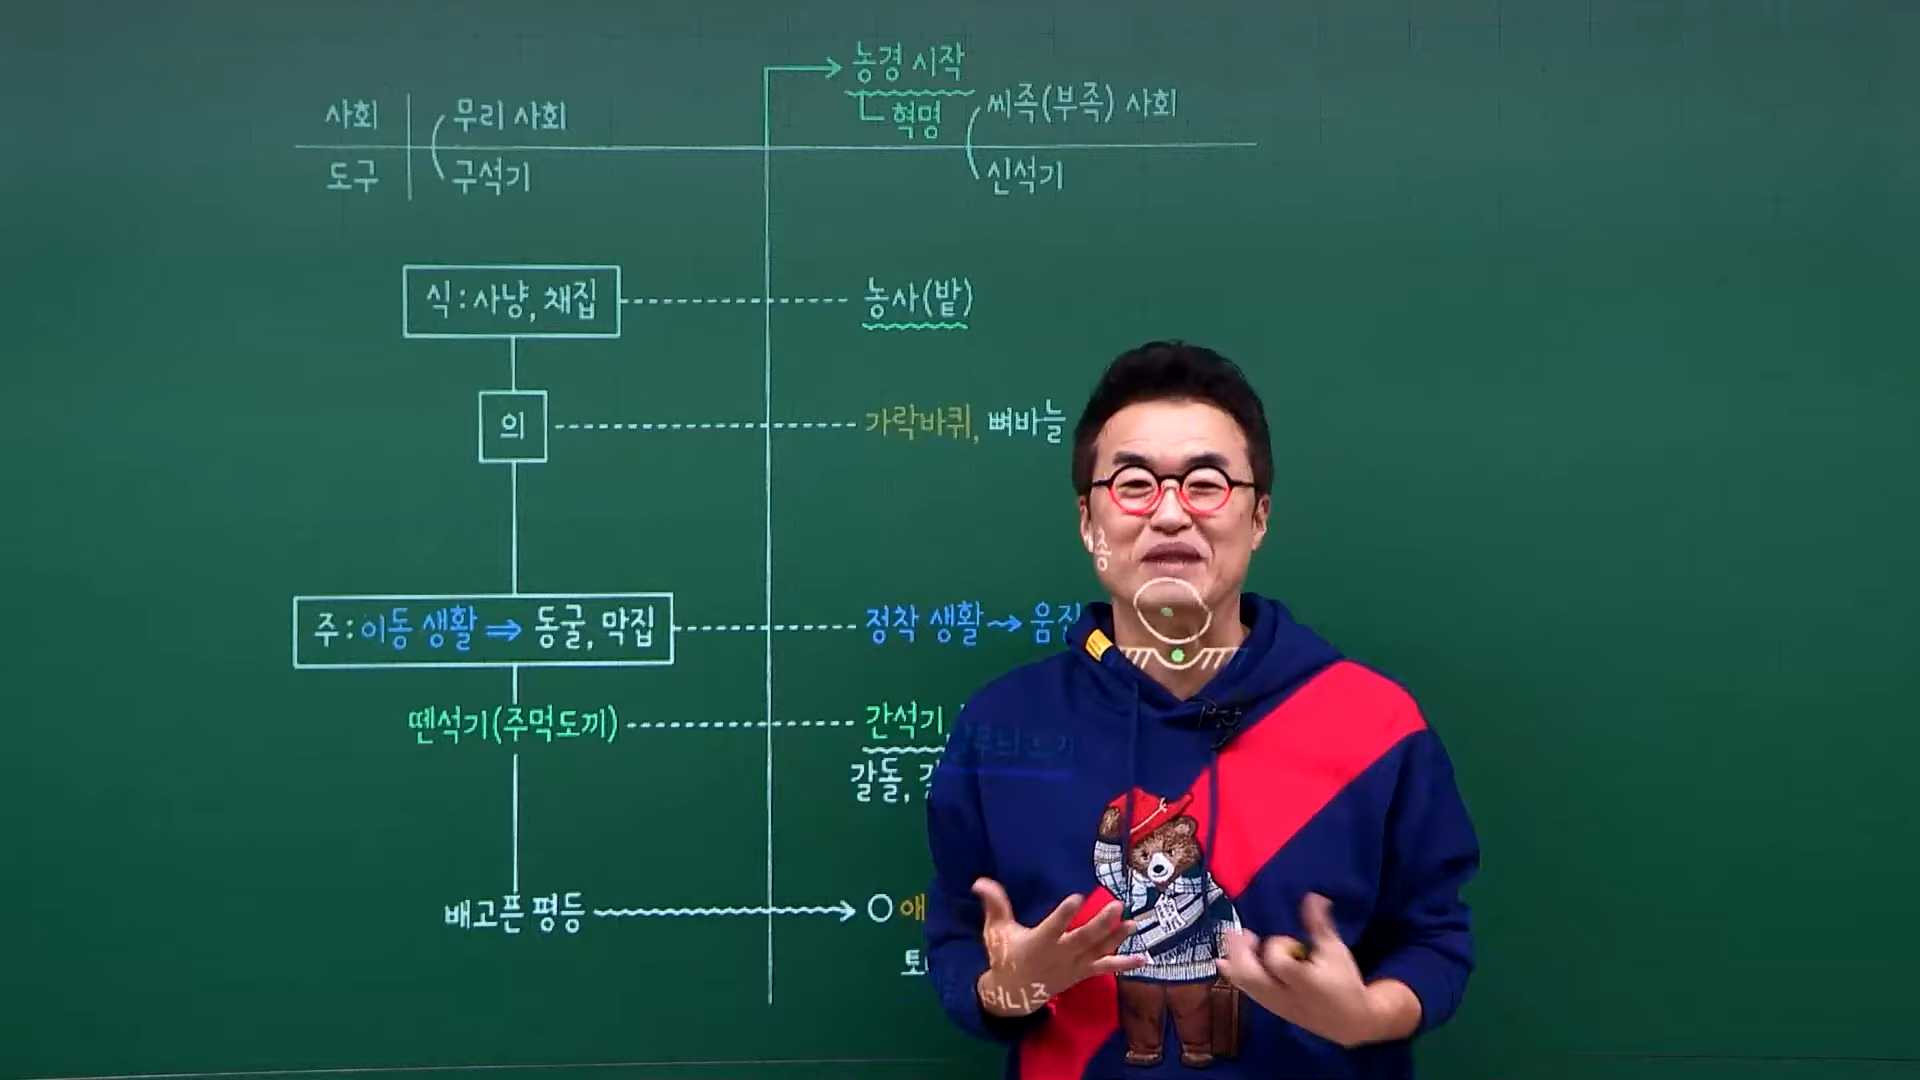 농경 시작
혁명
사회 무리 사회 씨족(부족) 사회
도구 구석기 신석기
식:사냥, 채집 농사(밭)
의 가락바퀴, 뼈바늘
주:이동 생활⇒동굴, 막집 정착 생활→움집
뗀석기(주먹도끼) 간석기,
갈돌,
배고픈 평등 → ○ 애